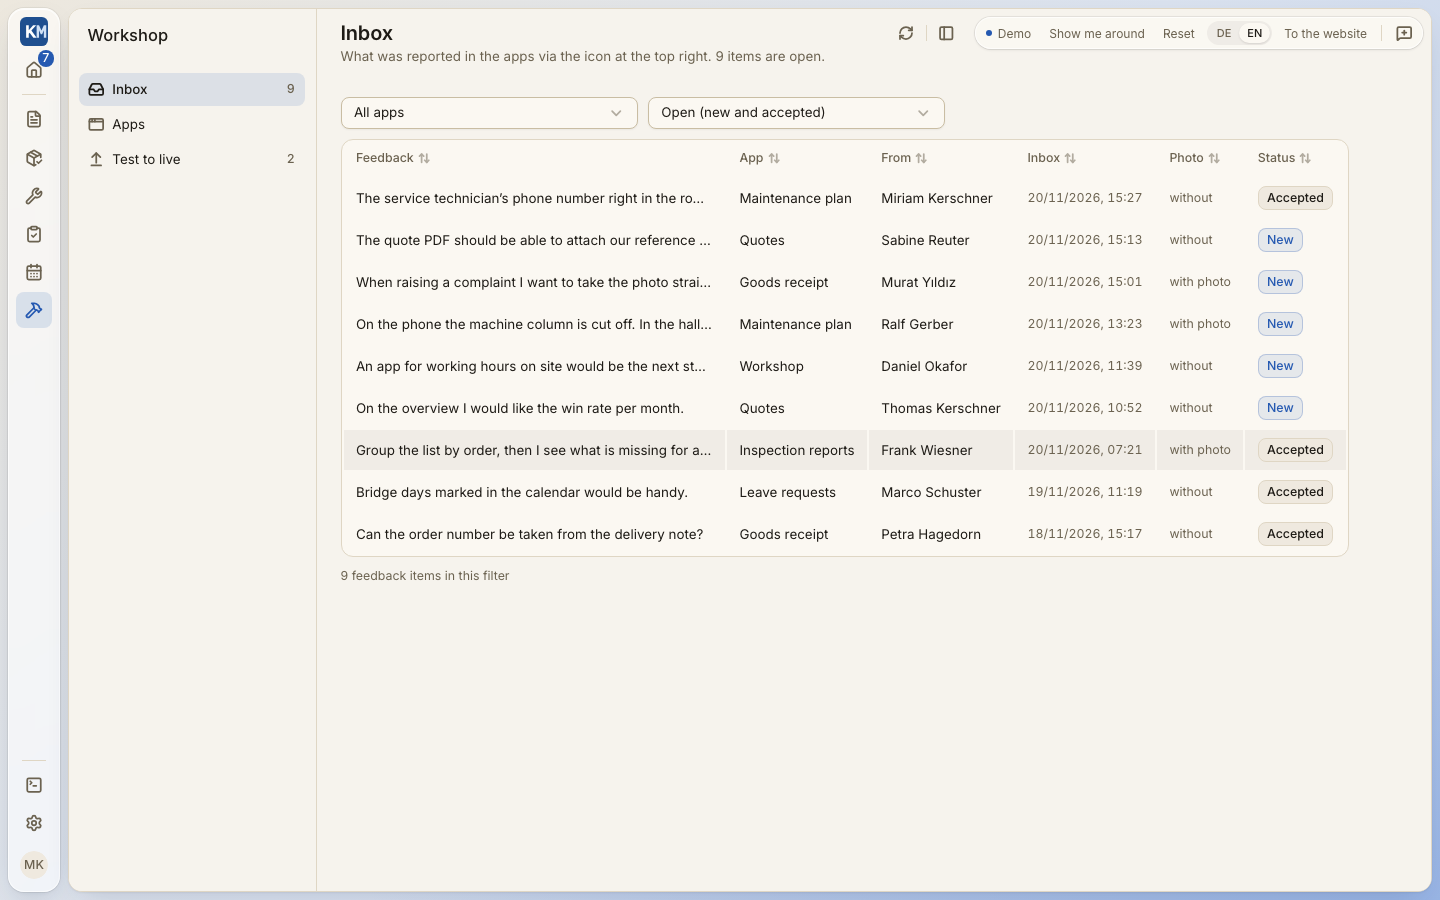 KM
7
Workshop
Inbox 9
Apps
Test to live 2
Inbox
What was reported in the apps via the icon at the top right. 9 items are open.
Demo Show me around Reset DE EN To the website
All apps
Open (new and accepted)
Feedback App From Inbox Photo Status
The service technician’s phone number right in the ro... Maintenance plan Miriam Kerschner 20/11/2026, 15:27 without Accepted
The quote PDF should be able to attach our reference ... Quotes Sabine Reuter 20/11/2026, 15:13 without New
When raising a complaint I want to take the photo strai... Goods receipt Murat Yıldız 20/11/2026, 15:01 with photo New
On the phone the machine column is cut off. In the hall... Maintenance plan Ralf Gerber 20/11/2026, 13:23 with photo New
An app for working hours on site would be the next st... Workshop Daniel Okafor 20/11/2026, 11:39 without New
On the overview I would like the win rate per month. Quotes Thomas Kerschner 20/11/2026, 10:52 without New
Group the list by order, then I see what is missing for a... Inspection reports Frank Wiesner 20/11/2026, 07:21 with photo Accepted
Bridge days marked in the calendar would be handy. Leave requests Marco Schuster 19/11/2026, 11:19 without Accepted
Can the order number be taken from the delivery note? Goods receipt Petra Hagedorn 18/11/2026, 15:17 without Accepted
9 feedback items in this filter
MK